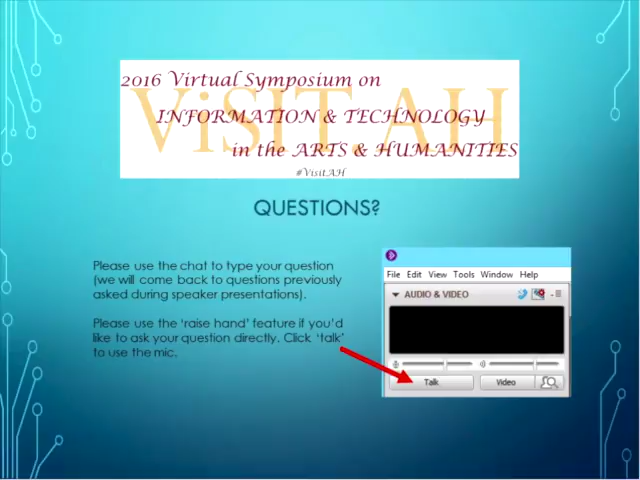 2016 Virtual Symposium on
INFORMATION & TECHNOLOGY
in the ARTS & HUMANITIES
ViSIT.AH
#VisitAH
QUESTIONS?
Please use the chat to type your question
(we will come back to questions previously
asked during speaker presentations).
Please use the ‘raise hand’ feature if you’d
like to ask your question directly. Click ‘talk’
to use the mic.
File Edit View Tools Window Help
AUDIO & VIDEO
Talk Video